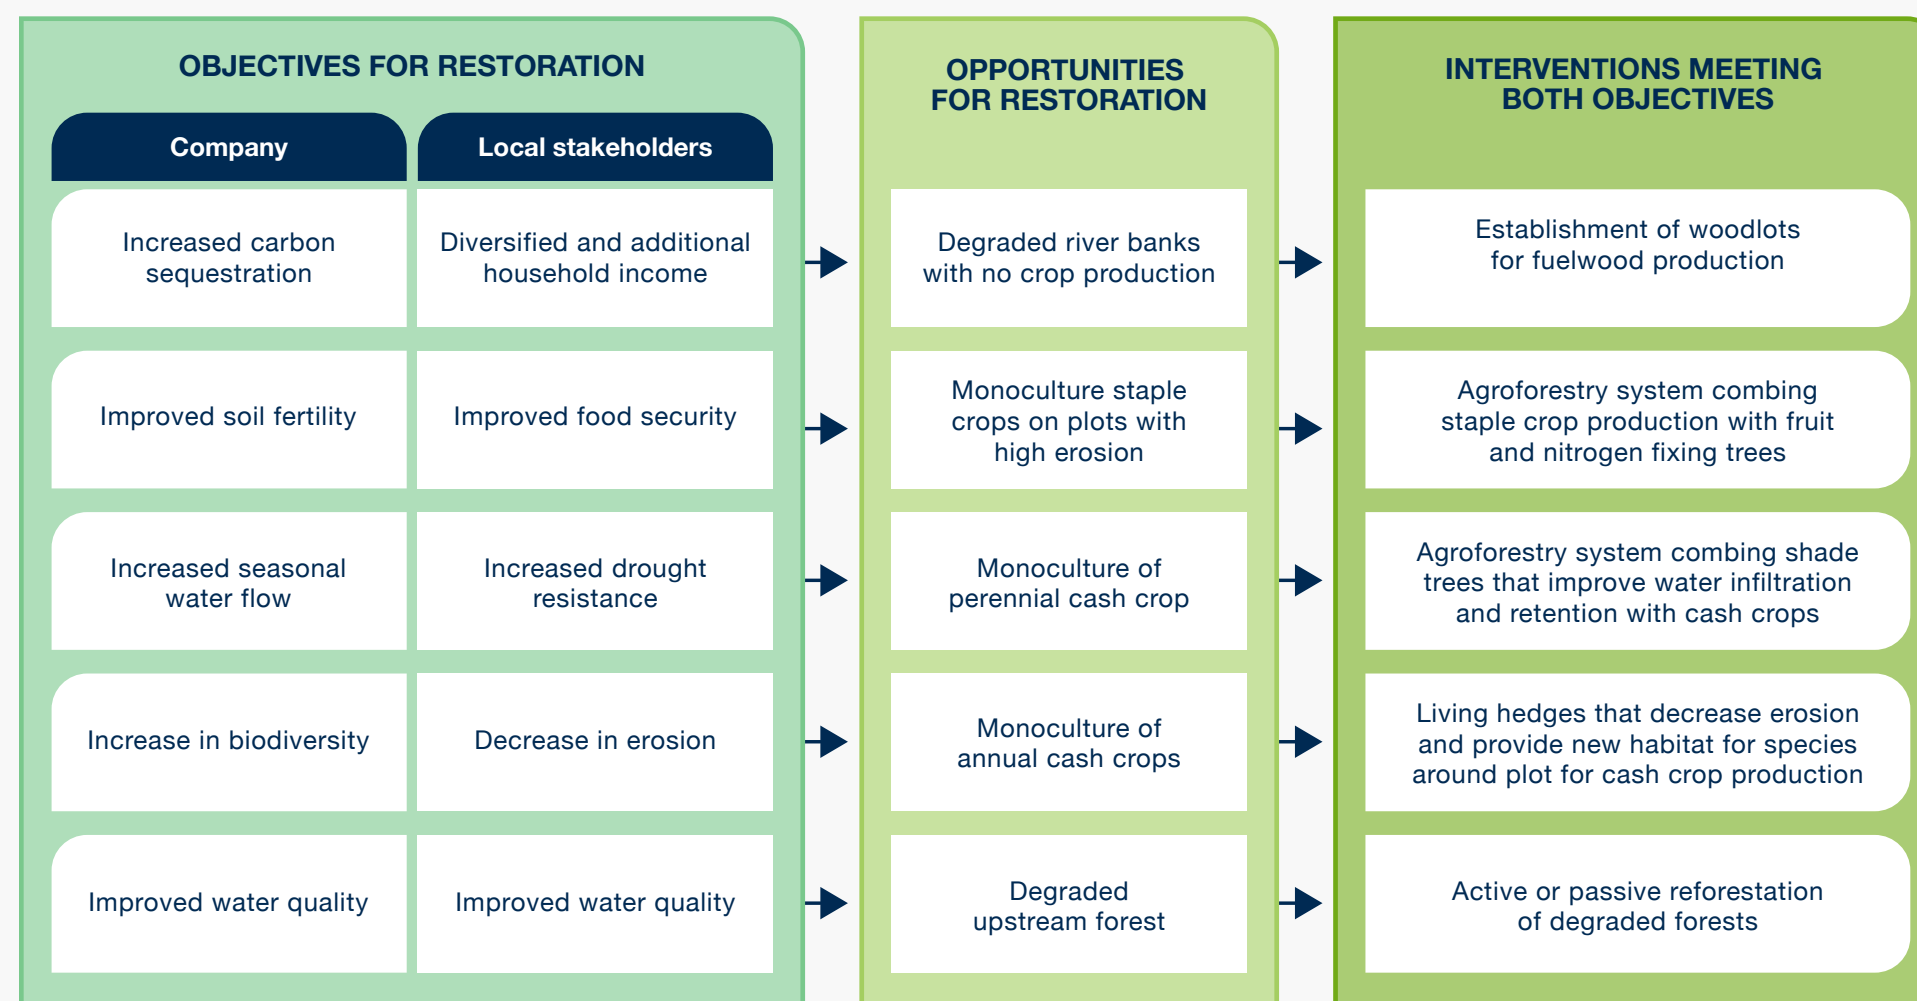 OBJECTIVES FOR RESTORATION
Company
Local stakeholders
OPPORTUNITIES
FOR RESTORATION
INTERVENTIONS MEETING
BOTH OBJECTIVES
Increased carbon
sequestration
Diversified and additional
household income
Degraded river banks
with no crop production
Establishment of woodlots
for fuelwood production
Improved soil fertility
Improved food security
Monoculture staple
crops on plots with
high erosion
Agroforestry system combing
staple crop production with fruit
and nitrogen fixing trees
Increased seasonal
water flow
Increased drought
resistance
Monoculture of
perennial cash crop
Agroforestry system combing shade
trees that improve water infiltration
and retention with cash crops
Increase in biodiversity
Decrease in erosion
Monoculture of
annual cash crops
Living hedges that decrease erosion
and provide new habitat for species
around plot for cash crop production
Improved water quality
Improved water quality
Degraded
upstream forest
Active or passive reforestation
of degraded forests